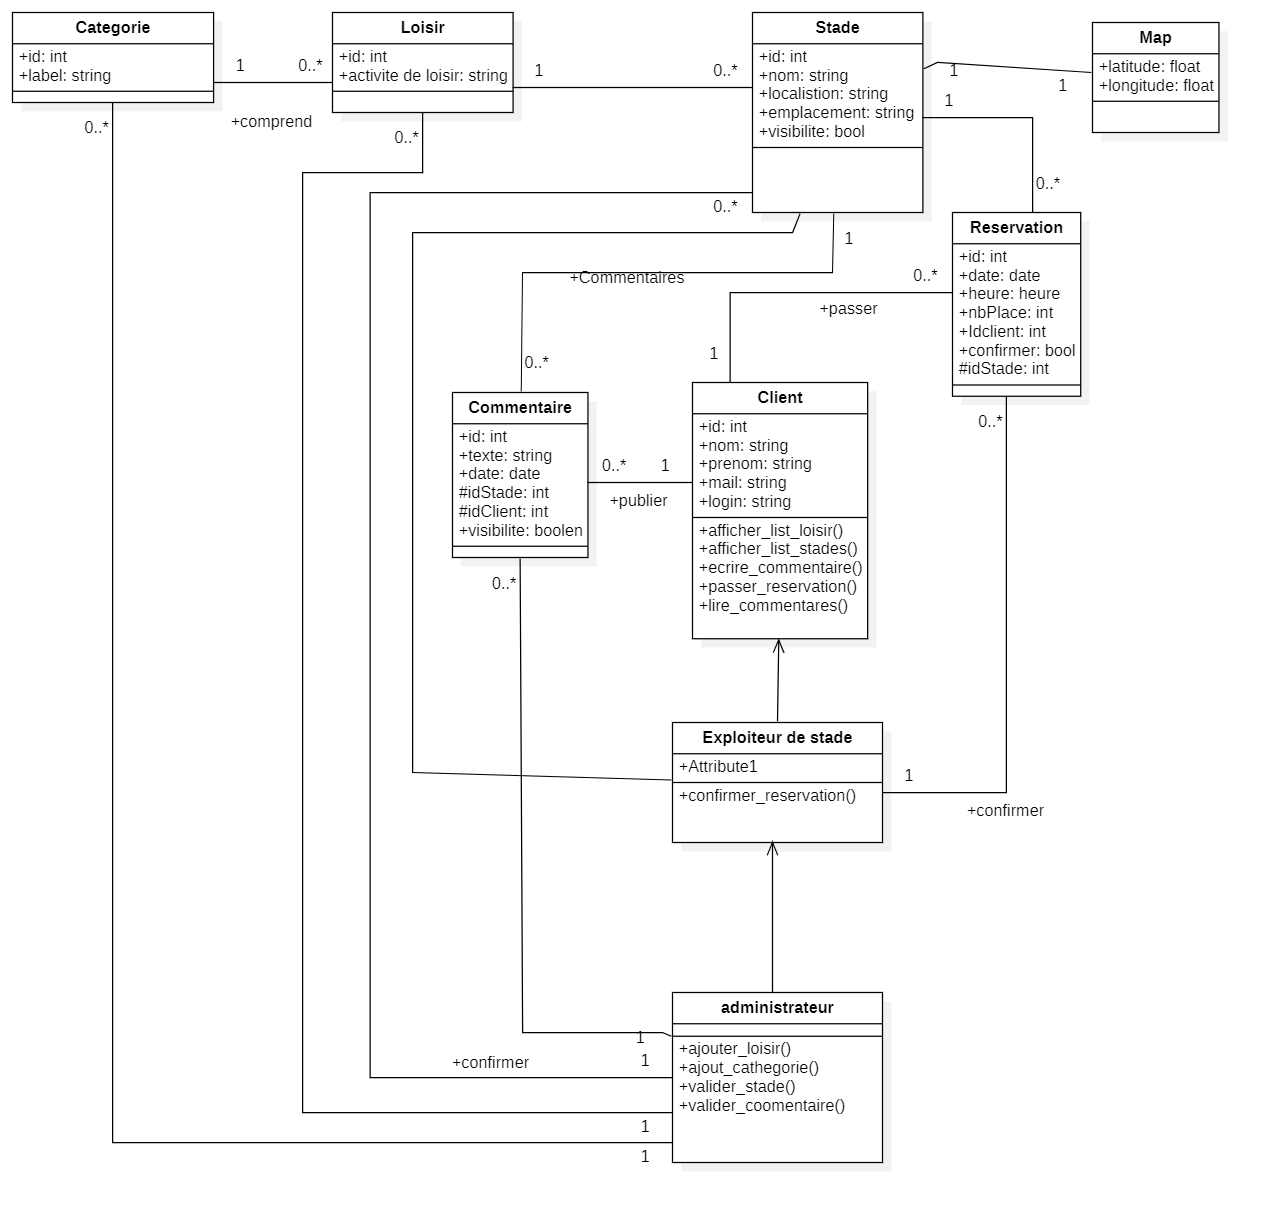 Categorie
+id: int
+label: string
1
0..*
+comprend
0..*
Loisir
+id: int
+activite de loisir: string
0..*
1
0..*
Stade
+id: int
+nom: string
+localistion: string
+emplacement: string
+visibilite: bool
0..*
1
1
1
1
Map
+latitude: float
+longitude: float
0..*
Reservation
+id: int
+date: date
+heure: heure
+nbPlace: int
+Idclient: int
+confirmer: bool
#idStade: int
0..*
+Commentaires
0..*
+passer
1
0..*
Commentaire
+id: int
+texte: string
+date: date
#idStade: int
#idClient: int
+visibilite: boolen
0..*
0..*
1
+publier
Client
+id: int
+nom: string
+prenom: string
+mail: string
+login: string
+afficher_list_loisir()
+afficher_list_stades()
+ecrire_commentaire()
+passer_reservation()
+lire_commentares()
Exploiteur de stade
+Attribute1
+confirmer_reservation()
1
+confirmer
administrateur
+ajouter_loisir()
+ajout_cathegorie()
+valider_stade()
+valider_coomentaire()
1
+confirmer
1
1
1